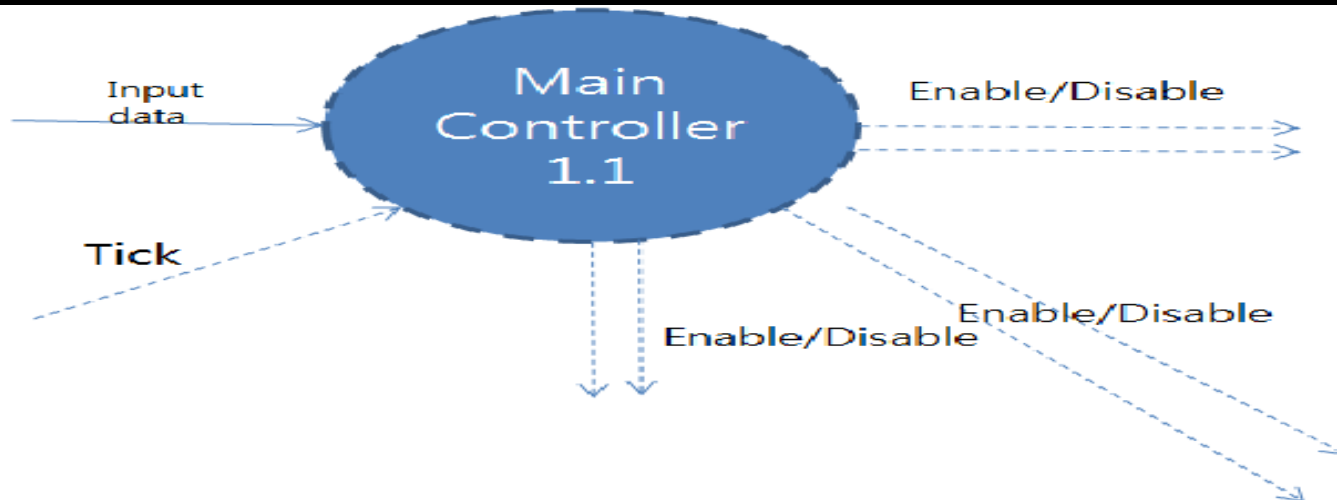 Input
data
Main
Controller
1.1
Enable/Disable
Tick
Enable/Disable
Enable/Disable